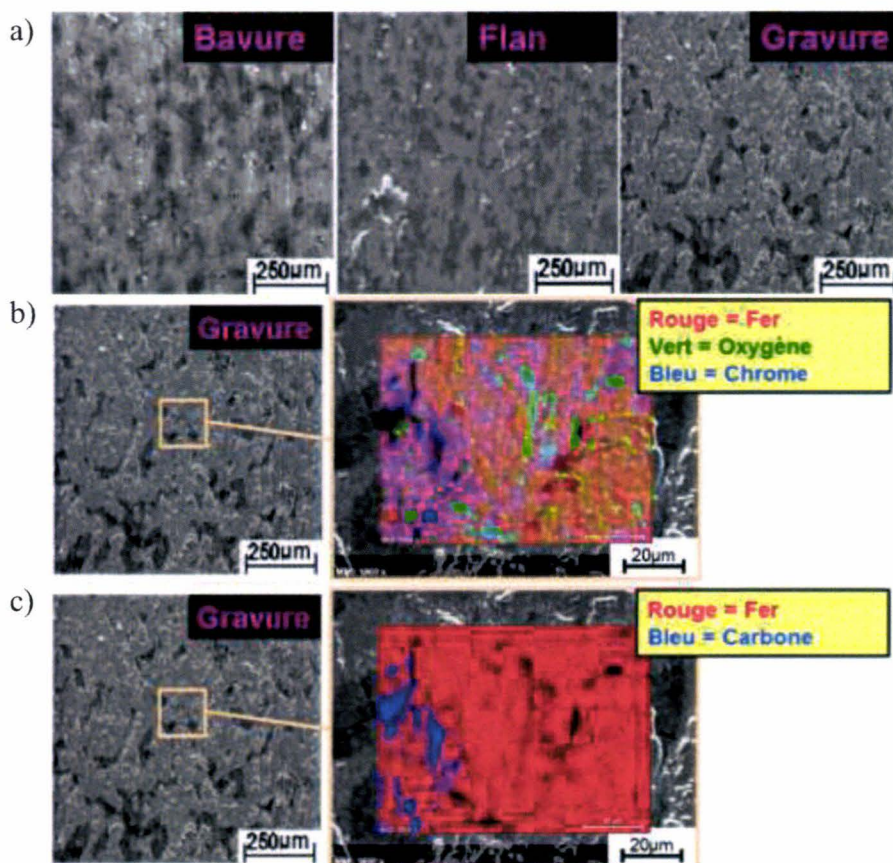 a)
Bavure
Flan
Gravure
250µm
250µm
250µm
b)
Gravure
Rouge = Fer
Vert = Oxygène
Bleu = Chrome
250µm
20µm
c)
Gravure
Rouge = Fer
Bleu = Carbone
250µm
20µm